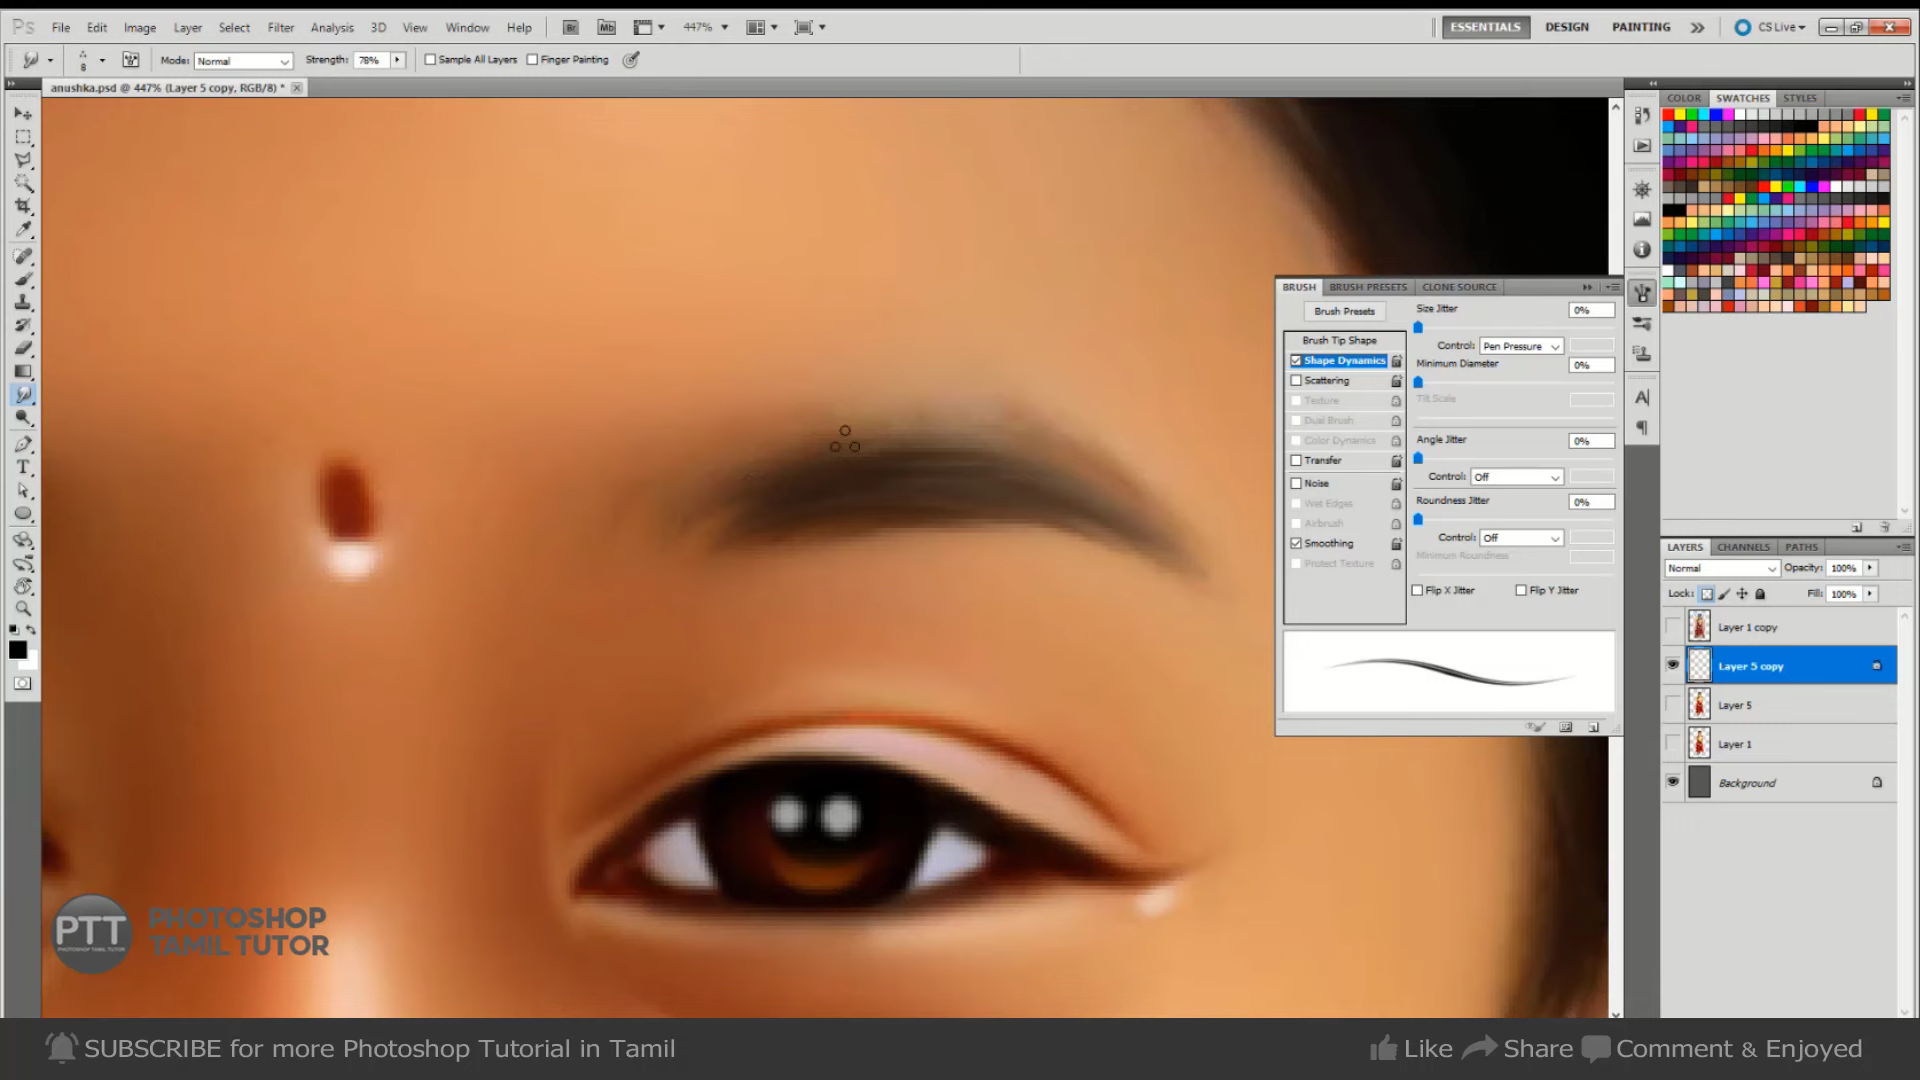 Ps File Edit Image Layer Select Filter Analysis 3D View Window Help Br Mb 447% ESSENTIALS DESIGN PAINTING CS Live
8 Mode: Normal Strength: 78% Sample All Layers Finger Painting
anushka.psd @ 447% (Layer 5 copy, RGB/8) *
COLOR SWATCHES STYLES
BRUSH BRUSH PRESETS CLONE SOURCE
Brush Presets
Brush Tip Shape
Shape Dynamics
Scattering
Texture
Dual Brush
Color Dynamics
Transfer
Noise
Wet Edges
Airbrush
Smoothing
Protect Texture
Size Jitter 0%
Control: Pen Pressure
Minimum Diameter 0%
Tilt Scale
Angle Jitter 0%
Control: Off
Roundness Jitter 0%
Control: Off
Minimum Roundness
Flip X Jitter Flip Y Jitter
LAYERS CHANNELS PATHS
Normal Opacity: 100%
Lock: Fill: 100%
Layer 1 copy
Layer 5 copy
Layer 5
Layer 1
Background
PTT
PHOTOSHOP TAMIL TUTOR
PHOTOSHOP
TAMIL TUTOR
SUBSCRIBE for more Photoshop Tutorial in Tamil
Like Share Comment & Enjoyed